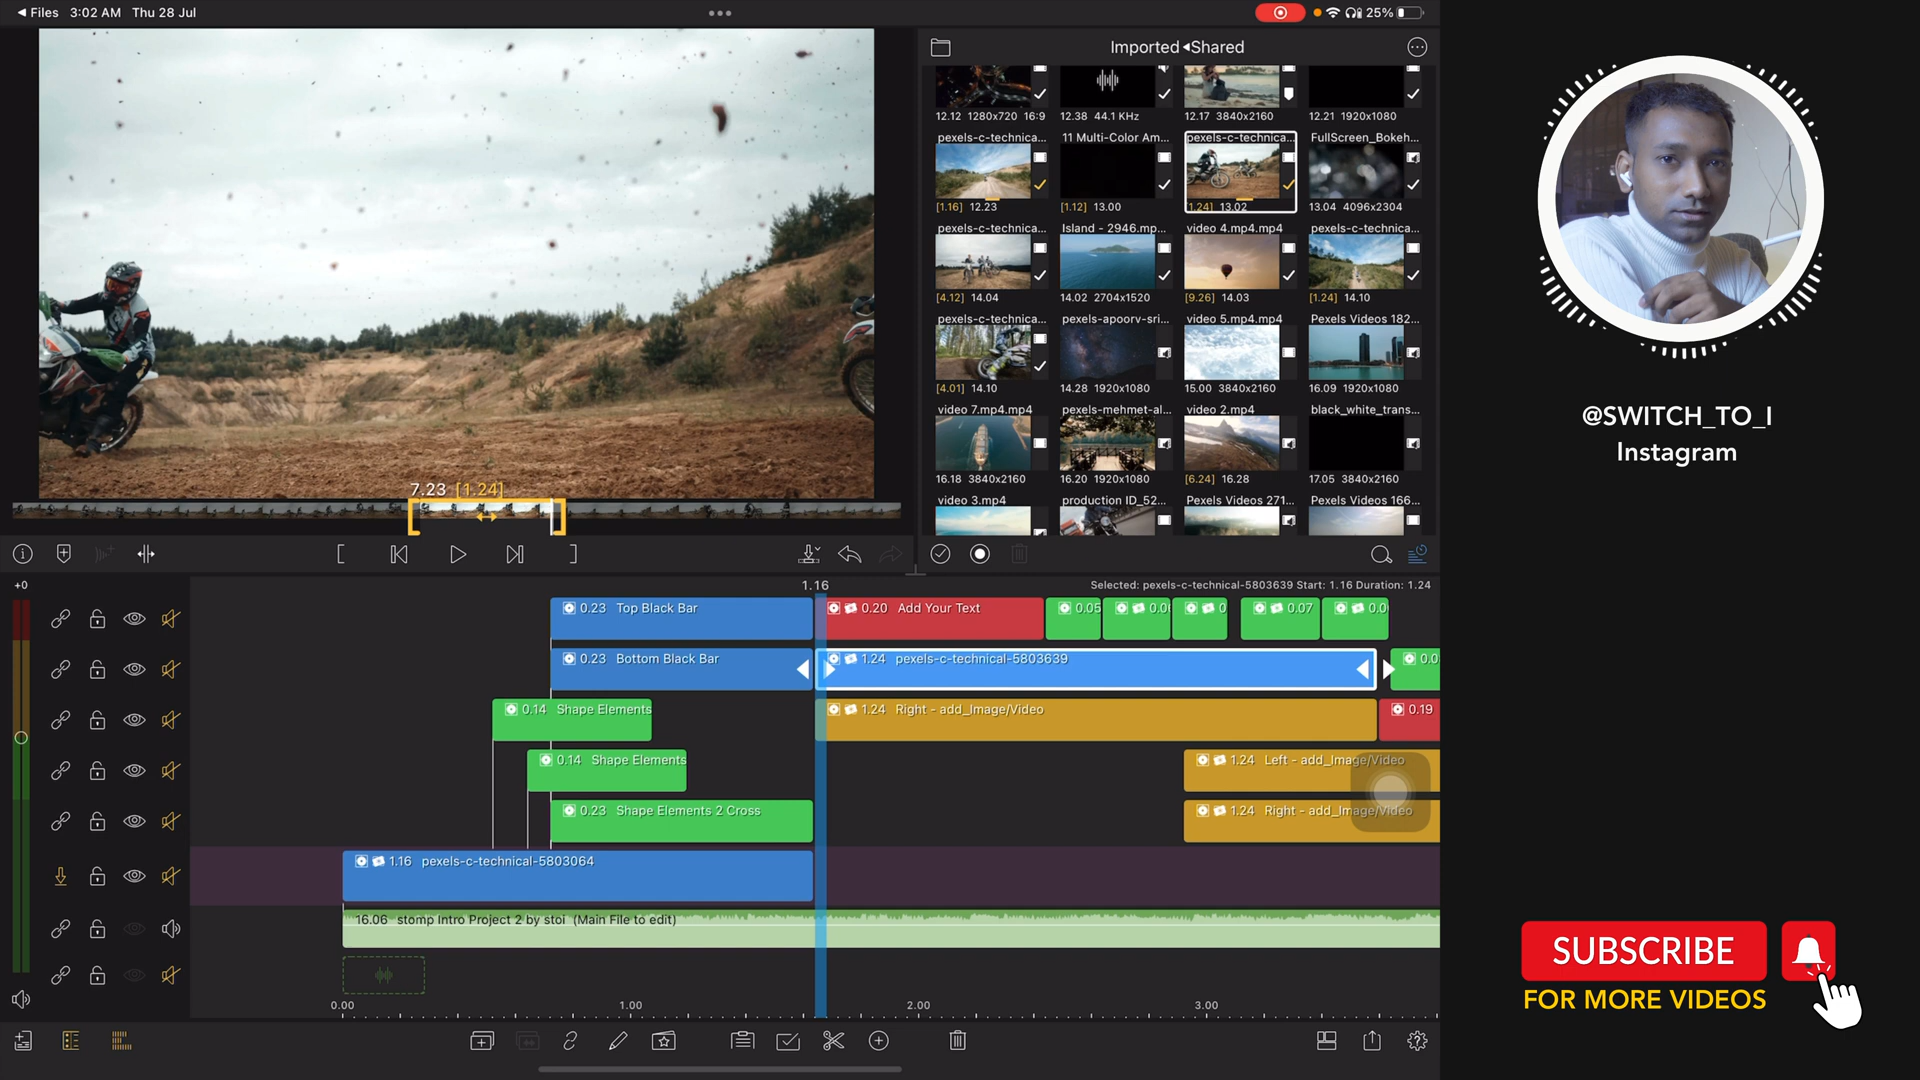 Files 3:02 AM Thu 28 Jul
25%
Imported Shared
12.12 1280x720 16:9
12.38 44.1 KHz
12.17 3840x2160
12.21 1920x1080
pexels-c-technica...
11 Multi-Color Am...
pexels-c-technica...
FullScreen_Bokeh...
[1.16] 12.23
[1.12] 13.00
[1.24] 13.02
13.04 4096x2304
pexels-c-technica...
Island - 2946.mp...
video 4.mp4.mp4
pexels-c-technica...
[4.12] 14.04
14.02 2704x1520
[9.26] 14.03
[1.24] 14.10
pexels-c-technica...
pexels-apoorv-sri...
video 5.mp4.mp4
Pexels Videos 182...
[4.01] 14.10
14.28 1920x1080
15.00 3840x2160
16.09 1920x1080
video 7.mp4.mp4
pexels-mehmet-al...
video 2.mp4
black_white_trans...
16.18 3840x2160
16.20 1920x1080
[6.24] 16.28
17.05 3840x2160
video 3.mp4
production ID_52...
Pexels Videos 271...
Pexels Videos 166...
7.23 [1.24]
+0
1.16
Selected: pexels-c-technical-5803639 Start: 1.16 Duration: 1.24
0.23 Top Black Bar
0.20 Add Your Text
0.05
0.0
0
0.07
0.0
0.23 Bottom Black Bar
1.24 pexels-c-technical-5803639
0.0
0.14 Shape Elements
1.24 Right - add_Image/Video
0.19
0.14 Shape Elements
1.24 Left - add_Image/Video
0.23 Shape Elements 2 Cross
1.24 Right - add_Image/Video
1.16 pexels-c-technical-5803064
16.06 stomp Intro Project 2 by stoi (Main File to edit)
0.00
1.00
2.00
3.00
@SWITCH_TO_I
Instagram
SUBSCRIBE
FOR MORE VIDEOS